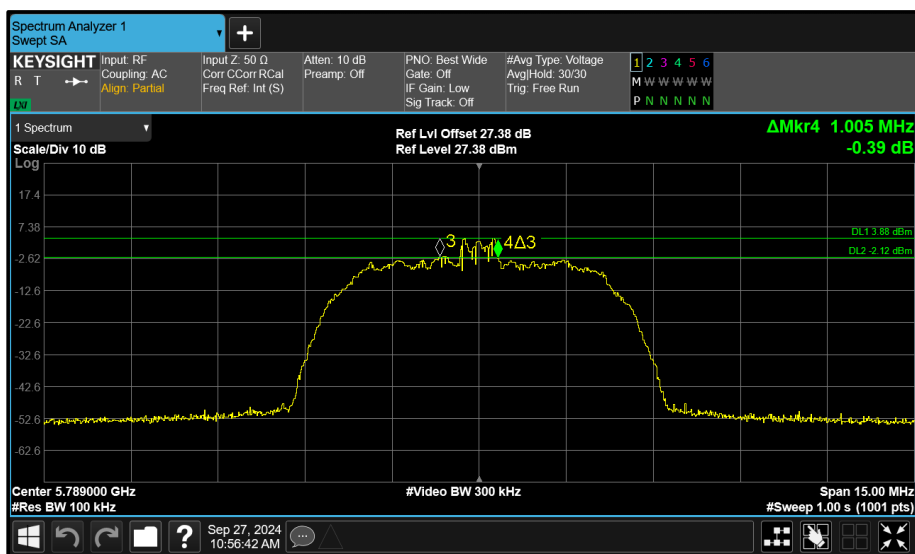 Spectrum Analyzer 1
Swept SA
KEYSIGHT
R T
LXI
Input: RF
Coupling: AC
Align: Partial
Input Z: 50 Ω
Corr CCorr RCal
Freq Ref: Int (S)
Atten: 10 dB
Preamp: Off
PNO: Best Wide
Gate: Off
IF Gain: Low
Sig Track: Off
#Avg Type: Voltage
Avg|Hold: 30/30
Trig: Free Run
1 2 3 4 5 6
M W W W W W
P N N N N N
1 Spectrum
Scale/Div 10 dB
Ref Lvl Offset 27.38 dB
Ref Level 27.38 dBm
ΔMkr4 1.005 MHz
-0.39 dB
Log
17.4
7.38
-2.62
-12.6
-22.6
-32.6
-42.6
-52.6
-62.6
3
4Δ3
DL1 3.88 dBm
DL2 -2.12 dBm
Center 5.789000 GHz
#Res BW 100 kHz
#Video BW 300 kHz
Span 15.00 MHz
#Sweep 1.00 s (1001 pts)
?
Sep 27, 2024
10:56:42 AM